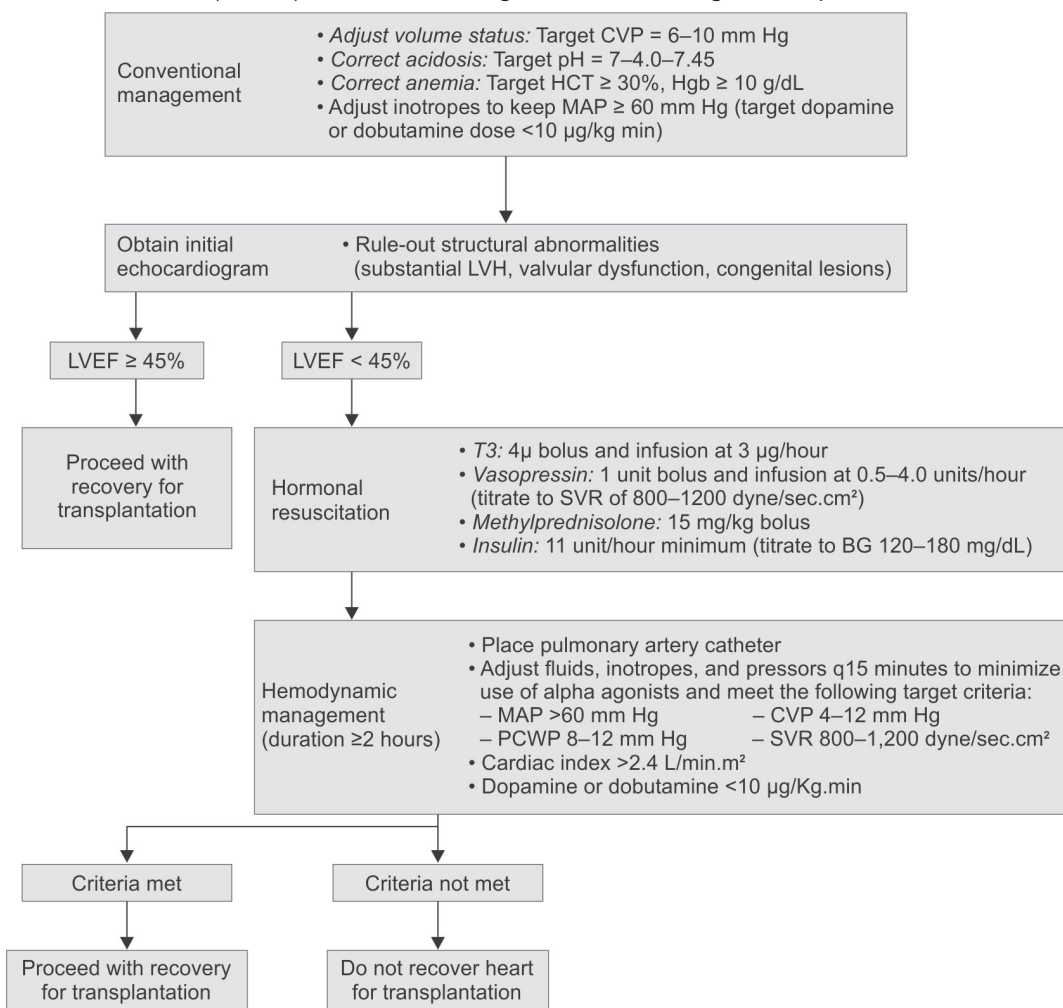 Conventional
management
• Adjust volume status: Target CVP = 6–10 mm Hg
• Correct acidosis: Target pH = 7–4.0–7.45
• Correct anemia: Target HCT ≥ 30%, Hgb ≥ 10 g/dL
• Adjust inotropes to keep MAP ≥ 60 mm Hg (target dopamine
or dobutamine dose <10 µg/kg min)
Obtain initial
echocardiogram
• Rule-out structural abnormalities
(substantial LVH, valvular dysfunction, congenital lesions)
LVEF ≥ 45%
LVEF < 45%
Proceed with
recovery for
transplantation
Hormonal
resuscitation
• T3: 4µ bolus and infusion at 3 µg/hour
• Vasopressin: 1 unit bolus and infusion at 0.5–4.0 units/hour
(titrate to SVR of 800–1200 dyne/sec.cm²)
• Methylprednisolone: 15 mg/kg bolus
• Insulin: 11 unit/hour minimum (titrate to BG 120–180 mg/dL)
Hemodynamic
management
(duration ≥2 hours)
• Place pulmonary artery catheter
• Adjust fluids, inotropes, and pressors q15 minutes to minimize
use of alpha agonists and meet the following target criteria:
– MAP >60 mm Hg – CVP 4–12 mm Hg
– PCWP 8–12 mm Hg – SVR 800–1,200 dyne/sec.cm²
• Cardiac index >2.4 L/min.m²
• Dopamine or dobutamine <10 µg/Kg.min
Criteria met
Criteria not met
Proceed with recovery
for transplantation
Do not recover heart
for transplantation